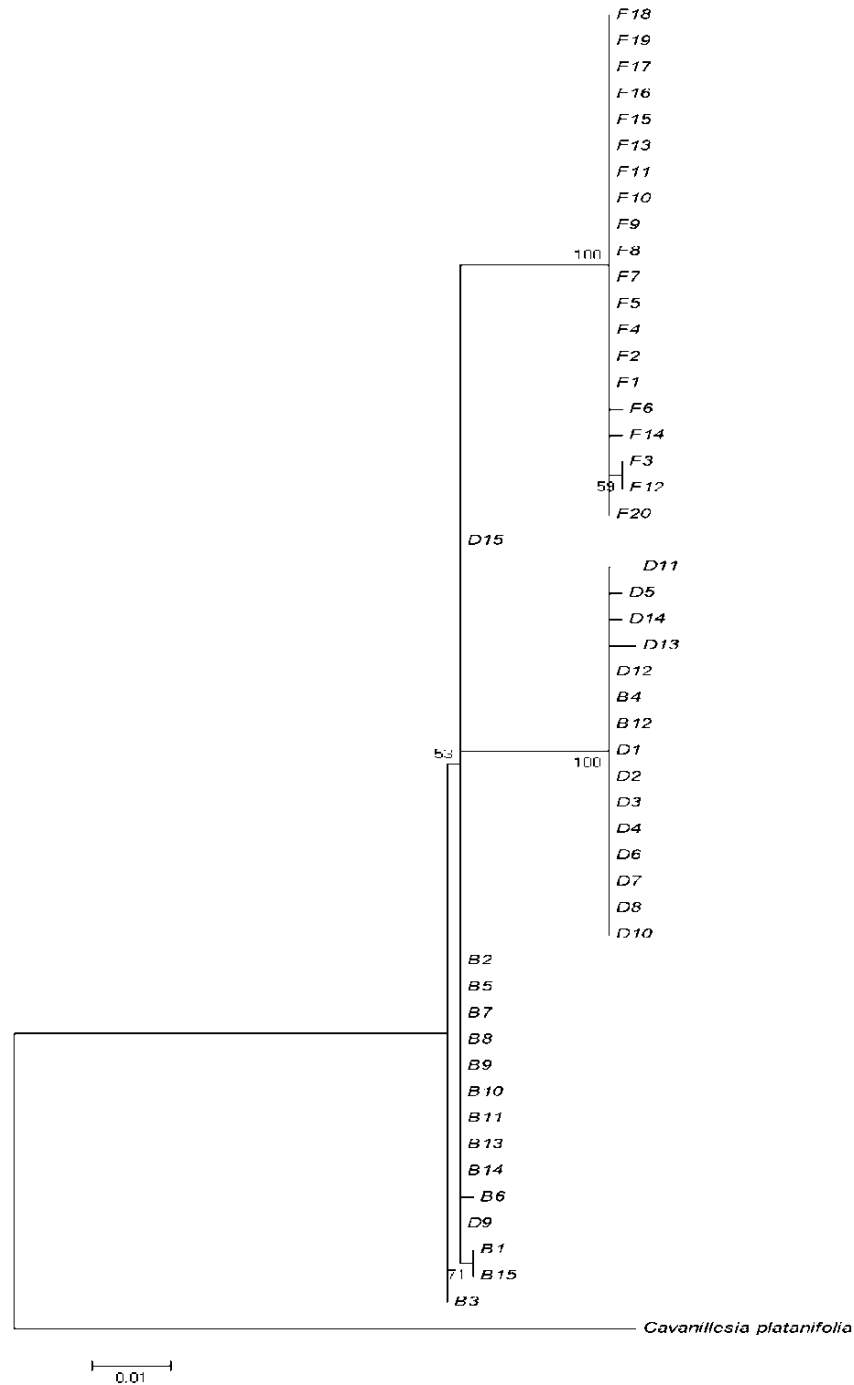 F18
F19
F17
F16
F15
F13
F11
F10
F9
100
F8
F7
F5
F4
F2
F1
F6
F14
F3
59
F12
F20
D15
D11
D5
D14
D13
D12
B4
B12
53
D1
100
D2
D3
D4
D6
D7
D8
D10
B2
B5
B7
B8
B9
B10
B11
B13
B14
B6
D9
B1
71
B15
B3
Cavanillesia platanifolia
0.01